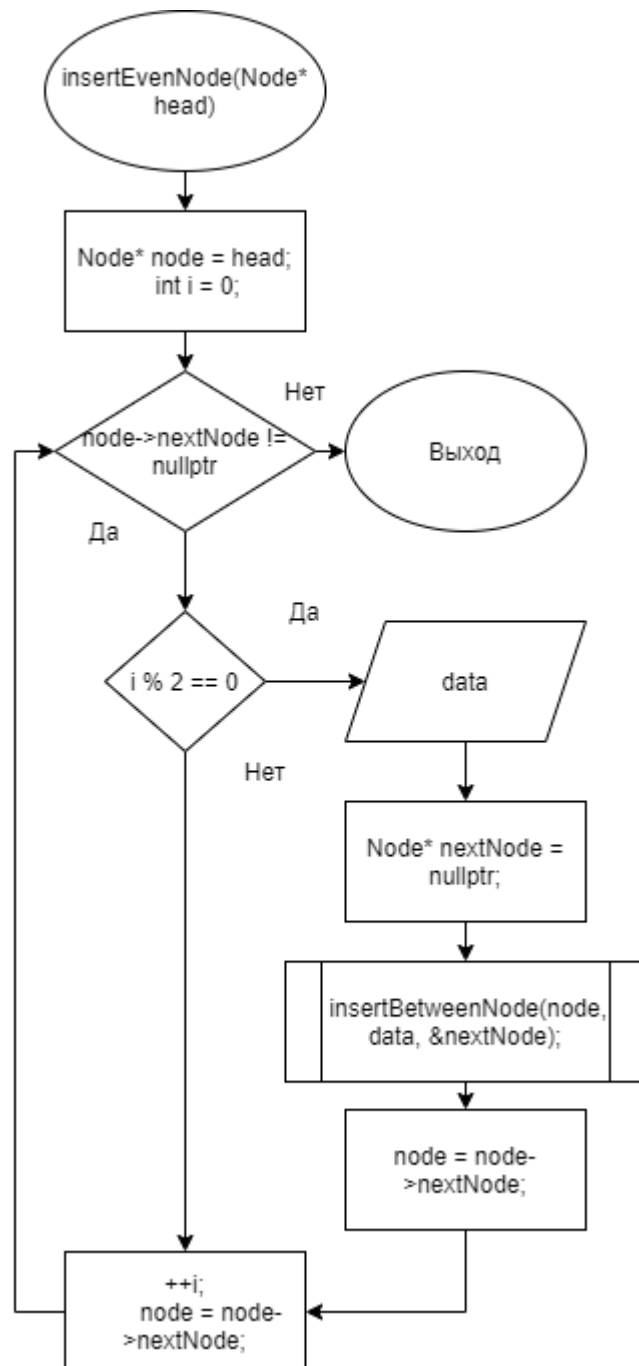 insertEvenNode(Node*
head)
Node* node = head;
int i = 0;
Нет
node->nextNode !=
nullptr
Выход
Да
Да
i % 2 == 0
data
Нет
Node* nextNode =
nullptr;
insertBetweenNode(node,
data, &nextNode);
node = node-
>nextNode;
++i;
node = node-
>nextNode;